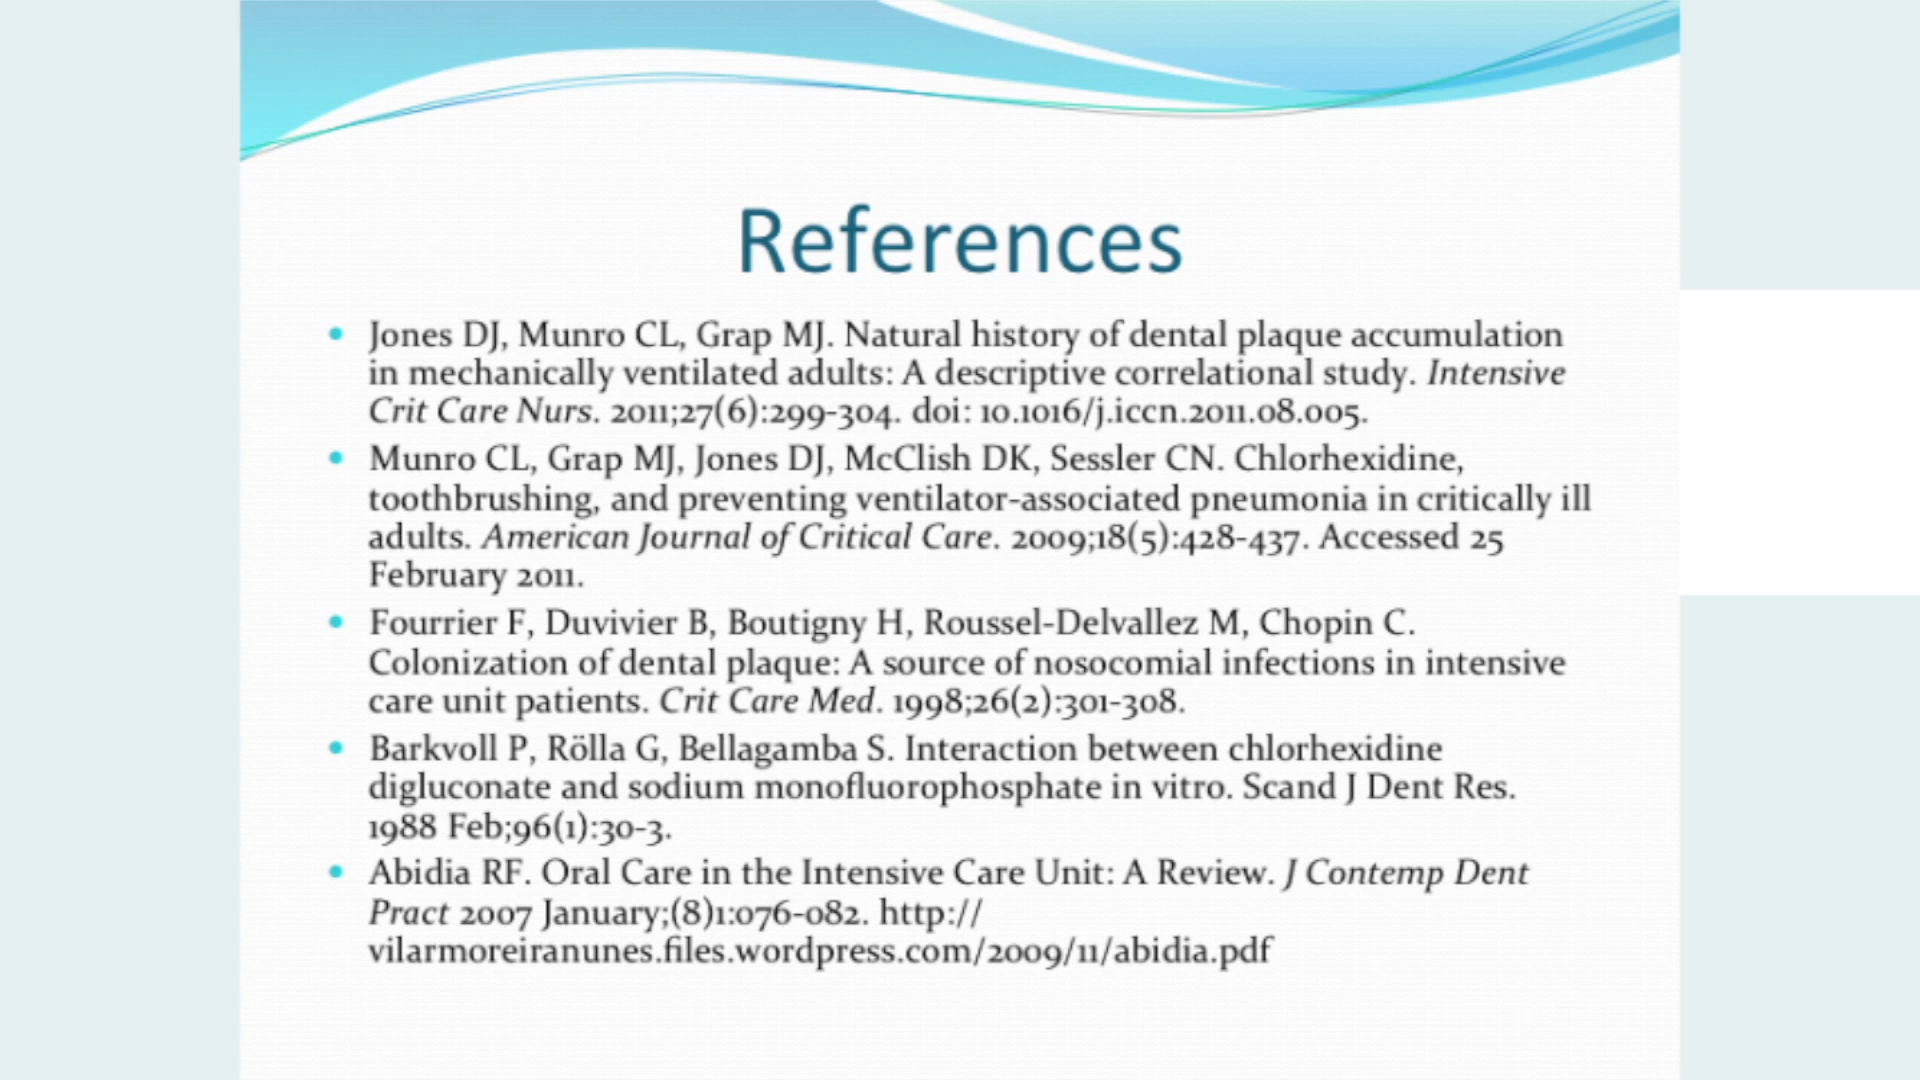 References
• Jones DJ, Munro CL, Grap MJ. Natural history of dental plaque accumulation
in mechanically ventilated adults: A descriptive correlational study. Intensive
Crit Care Nurs. 2011;27(6):299-304. doi: 10.1016/j.iccn.2011.08.005.
• Munro CL, Grap MJ, Jones DJ, McClish DK, Sessler CN. Chlorhexidine,
toothbrushing, and preventing ventilator-associated pneumonia in critically ill
adults. American Journal of Critical Care. 2009;18(5):428-437. Accessed 25
February 2011.
• Fourrier F, Duvivier B, Boutigny H, Roussel-Delvallez M, Chopin C.
Colonization of dental plaque: A source of nosocomial infections in intensive
care unit patients. Crit Care Med. 1998;26(2):301-308.
• Barkvoll P, Rölla G, Bellagamba S. Interaction between chlorhexidine
digluconate and sodium monofluorophosphate in vitro. Scand J Dent Res.
1988 Feb;96(1):30-3.
• Abidia RF. Oral Care in the Intensive Care Unit: A Review. J Contemp Dent
Pract 2007 January;(8)1:076-082. http://
vilarmoreiranunes.files.wordpress.com/2009/11/abidia.pdf